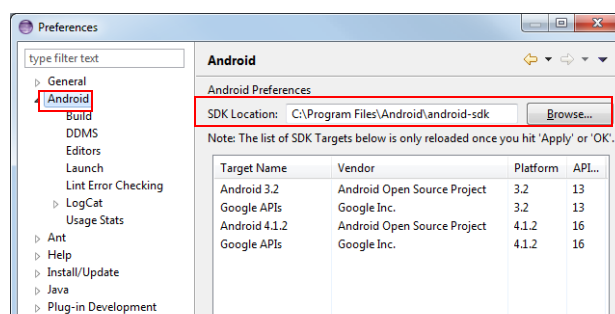 Preferences
type filter text
General
Android
Build
DDMS
Editors
Launch
Lint Error Checking
LogCat
Usage Stats
Ant
Help
Install/Update
Java
Plug-in Development
Android
Android Preferences
SDK Location: C:\Program Files\Android\android-sdk Browse...
Note: The list of SDK Targets below is only reloaded once you hit 'Apply' or 'OK'.
Target Name Vendor Platform API...
Android 3.2 Android Open Source Project 3.2 13
Google APIs Google Inc. 3.2 13
Android 4.1.2 Android Open Source Project 4.1.2 16
Google APIs Google Inc. 4.1.2 16